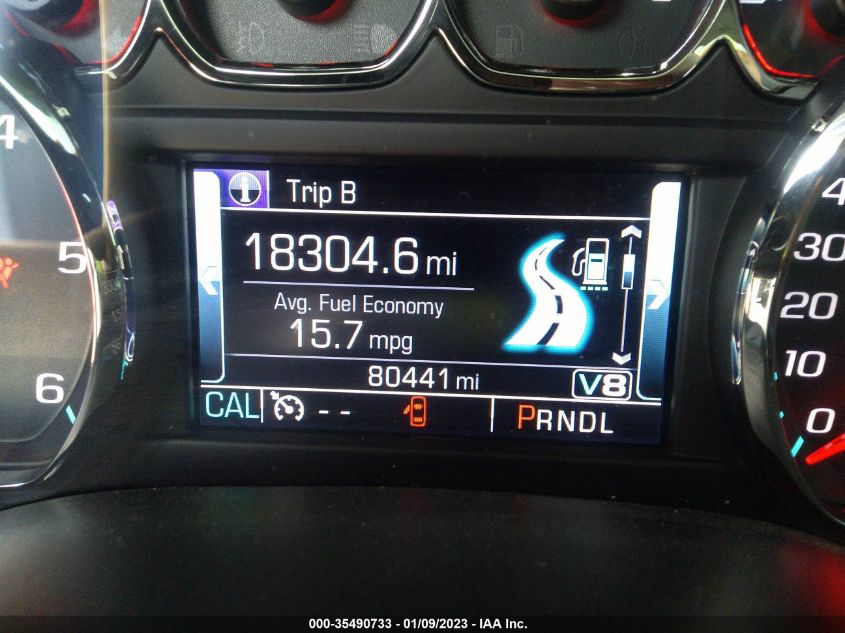 4
5
6
Trip B
18304.6 mi
Avg. Fuel Economy
15.7 mpg
80441 mi
V8
CAL
--
PRNDL
4
30
20
10
0
000-35490733 - 01/09/2023 - IAA Inc.